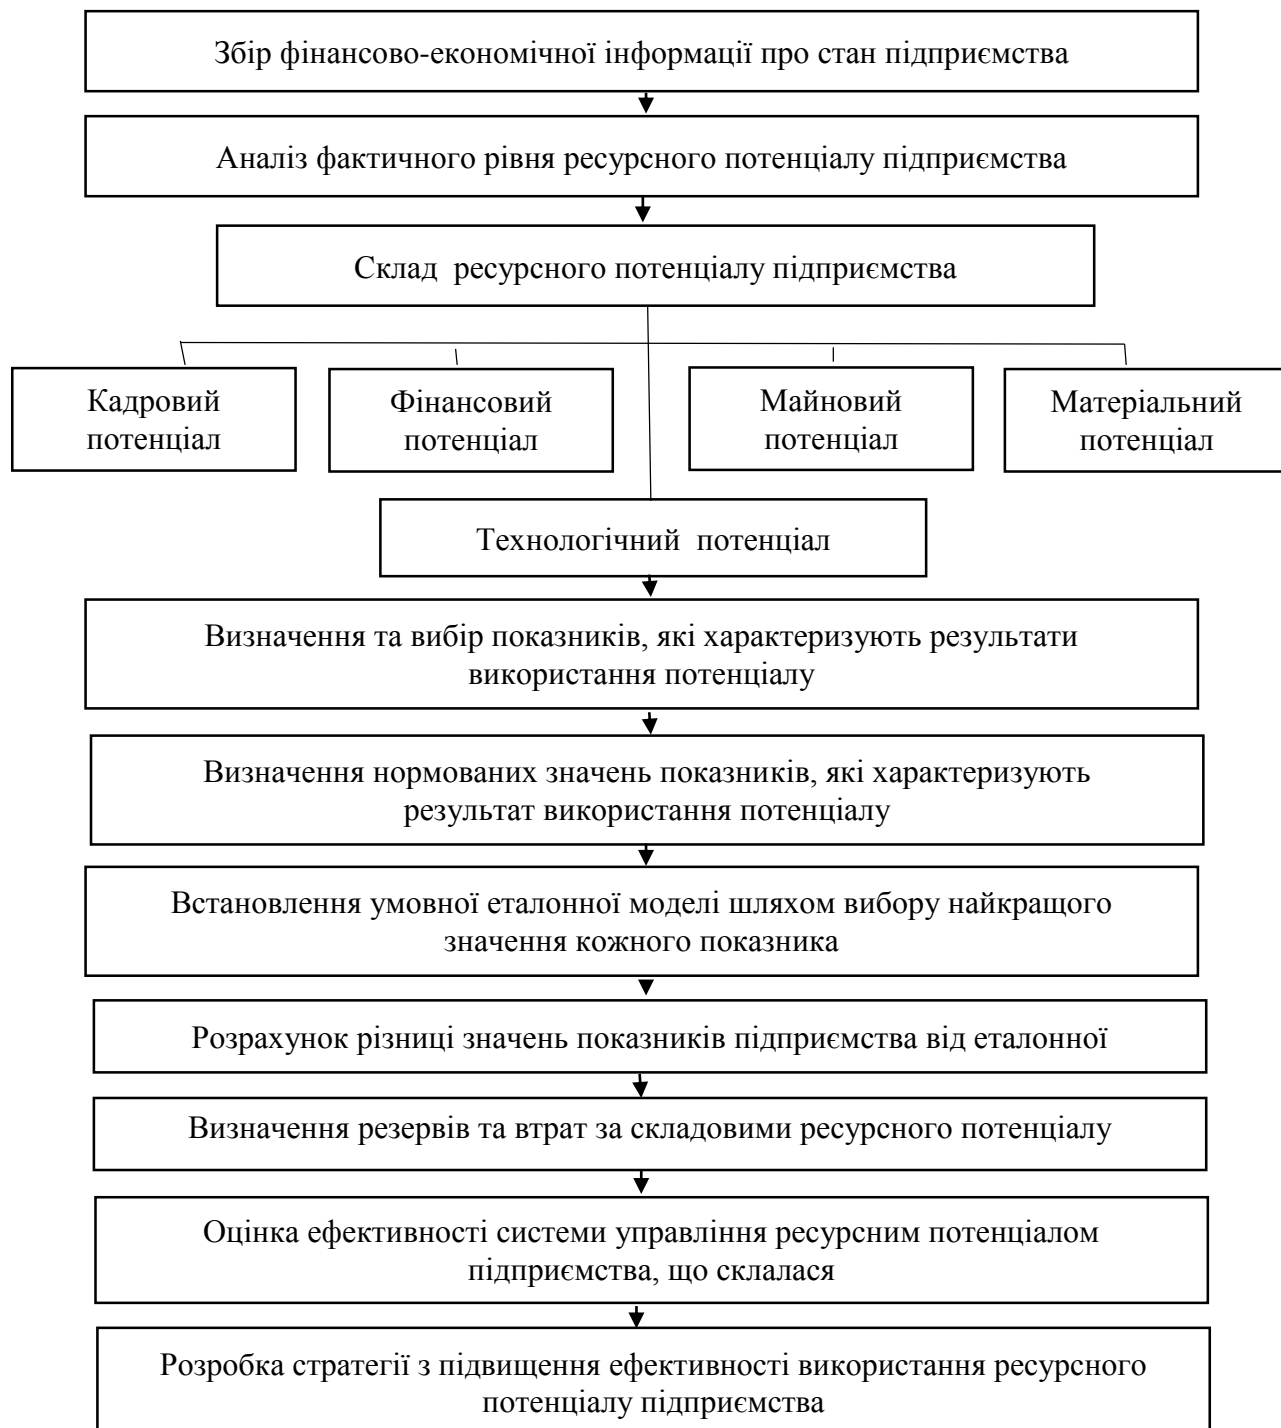 Збір фінансово-економічної інформації про стан підприємства
Аналіз фактичного рівня ресурсного потенціалу підприємства
Склад ресурсного потенціалу підприємства
Кадровий
потенціал
Фінансовий
потенціал
Майновий
потенціал
Матеріальний
потенціал
Технологічний потенціал
Визначення та вибір показників, які характеризують результати
використання потенціалу
Визначення нормованих значень показників, які характеризують
результат використання потенціалу
Встановлення умовної еталонної моделі шляхом вибору найкращого
значення кожного показника
Розрахунок різниці значень показників підприємства від еталонної
Визначення резервів та втрат за складовими ресурсного потенціалу
Оцінка ефективності системи управління ресурсним потенціалом
підприємства, що склалася
Розробка стратегії з підвищення ефективності використання ресурсного
потенціалу підприємства